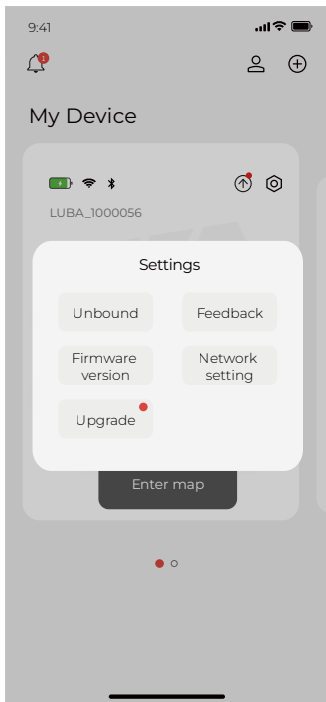 9:41
1
My Device
LUBA_1000056
Settings
Unbound
Feedback
Firmware
version
Network
setting
Upgrade
Enter map